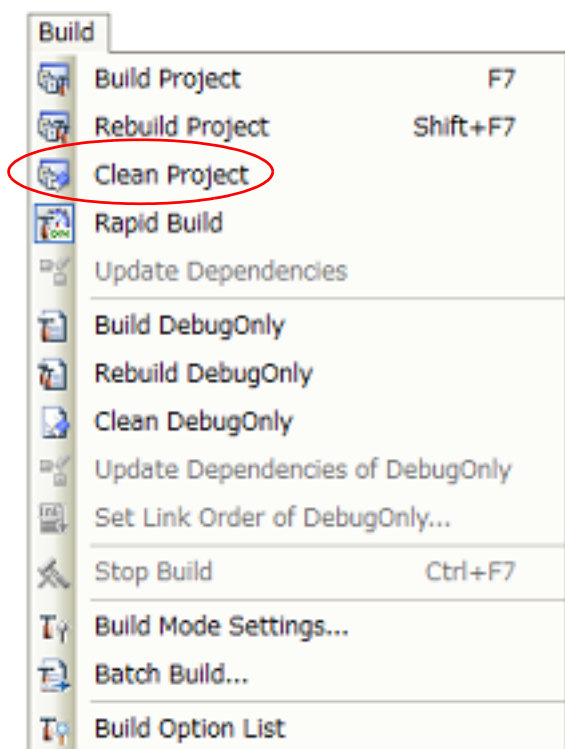 Build
Build Project F7
Rebuild Project Shift+F7
Clean Project
Rapid Build
Update Dependencies
Build DebugOnly
Rebuild DebugOnly
Clean DebugOnly
Update Dependencies of DebugOnly
Set Link Order of DebugOnly...
Stop Build Ctrl+F7
Build Mode Settings...
Batch Build...
Build Option List